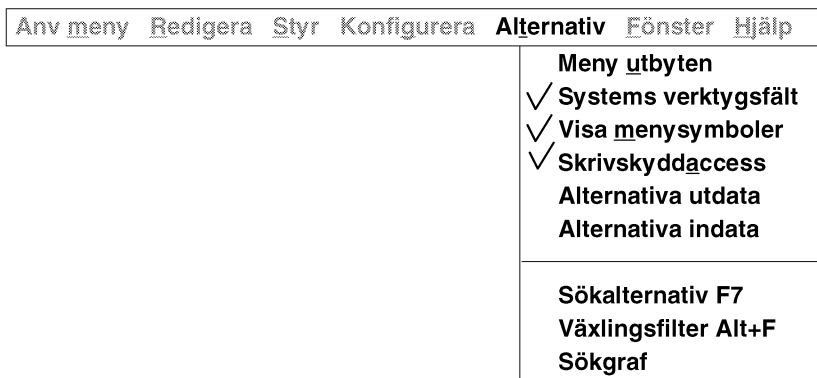 Anv meny Redigera Styr Konfigurera Alternativ Fönster Hjälp
Meny utbyten
Systems verktygsfält
Visa menysymboler
Skrivskyddaccess
Alternativa utdata
Alternativa indata
Sökalternativ F7
Växlingsfilter Alt+F
Sökgraf